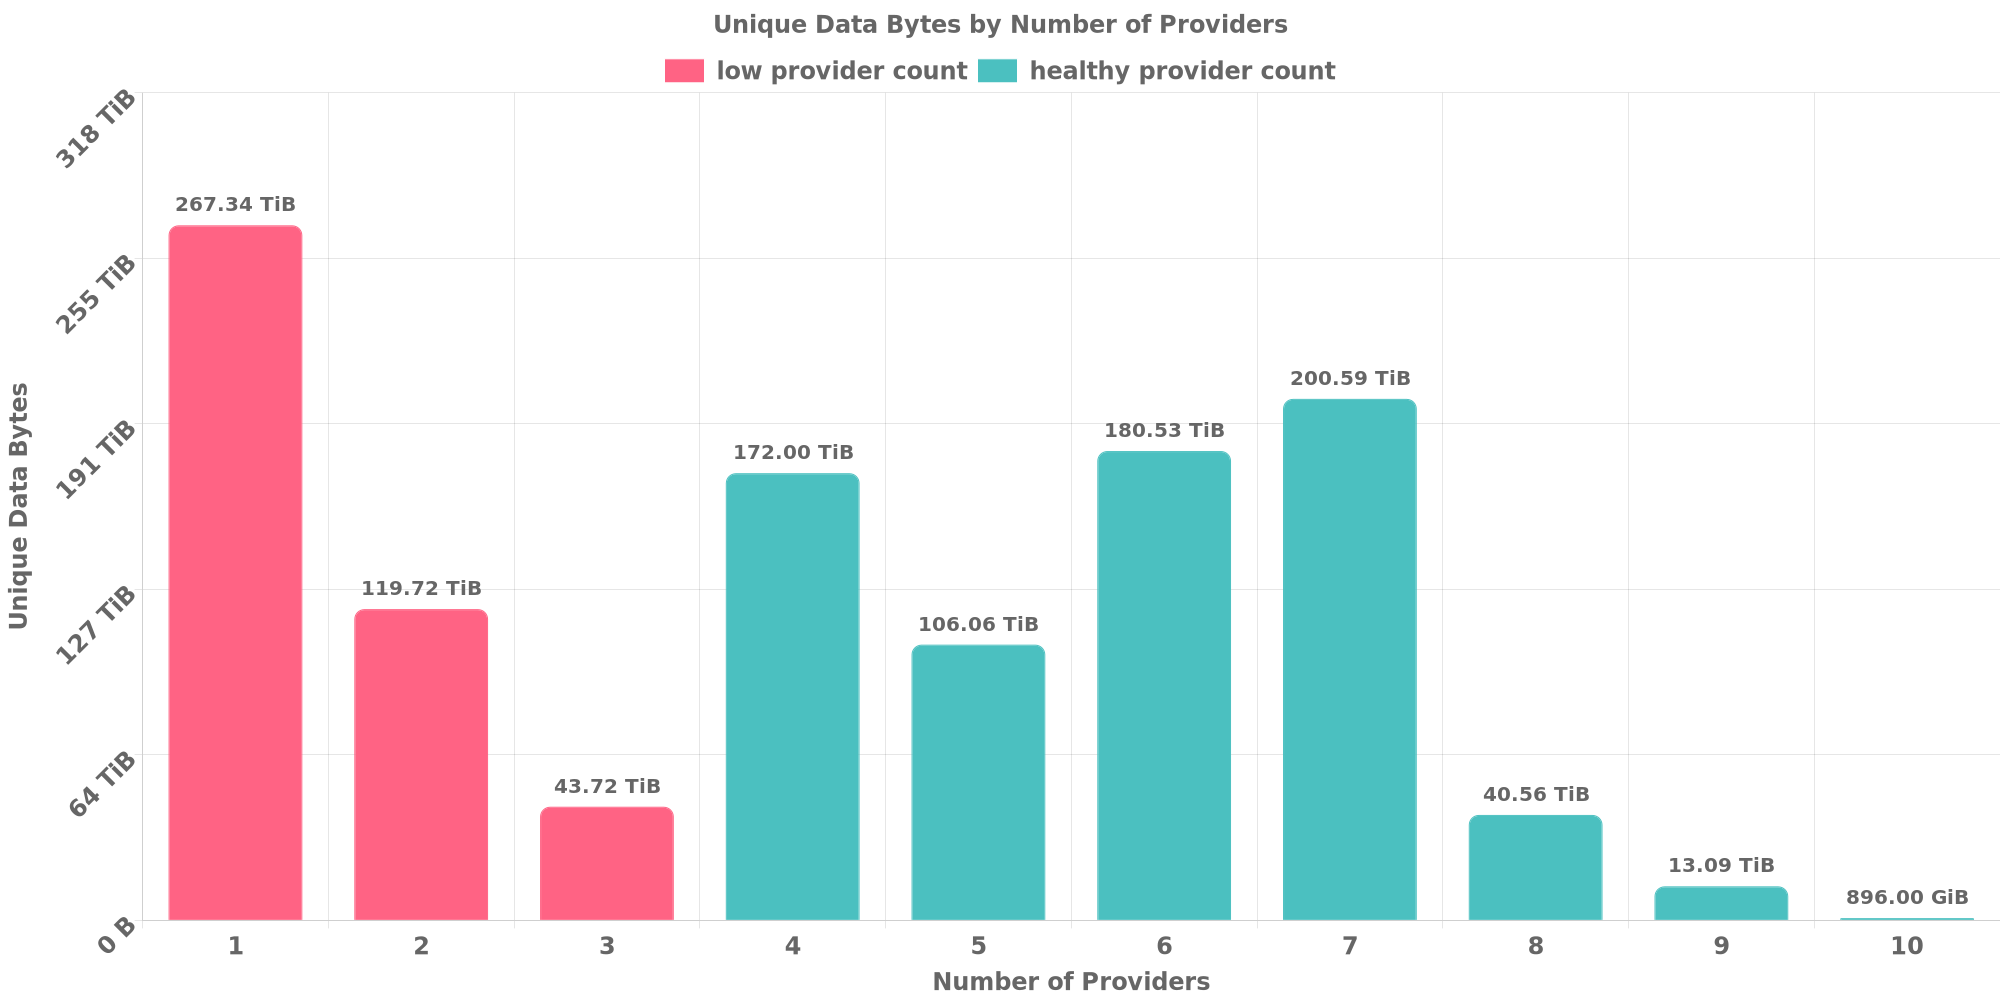 Unique Data Bytes by Number of Providers
low provider count healthy provider count
318 TiB
255 TiB
191 TiB
127 TiB
64 TiB
0 B
Unique Data Bytes
267.34 TiB
119.72 TiB
43.72 TiB
172.00 TiB
106.06 TiB
180.53 TiB
200.59 TiB
40.56 TiB
13.09 TiB
896.00 GiB
1 2 3 4 5 6 7 8 9 10
Number of Providers